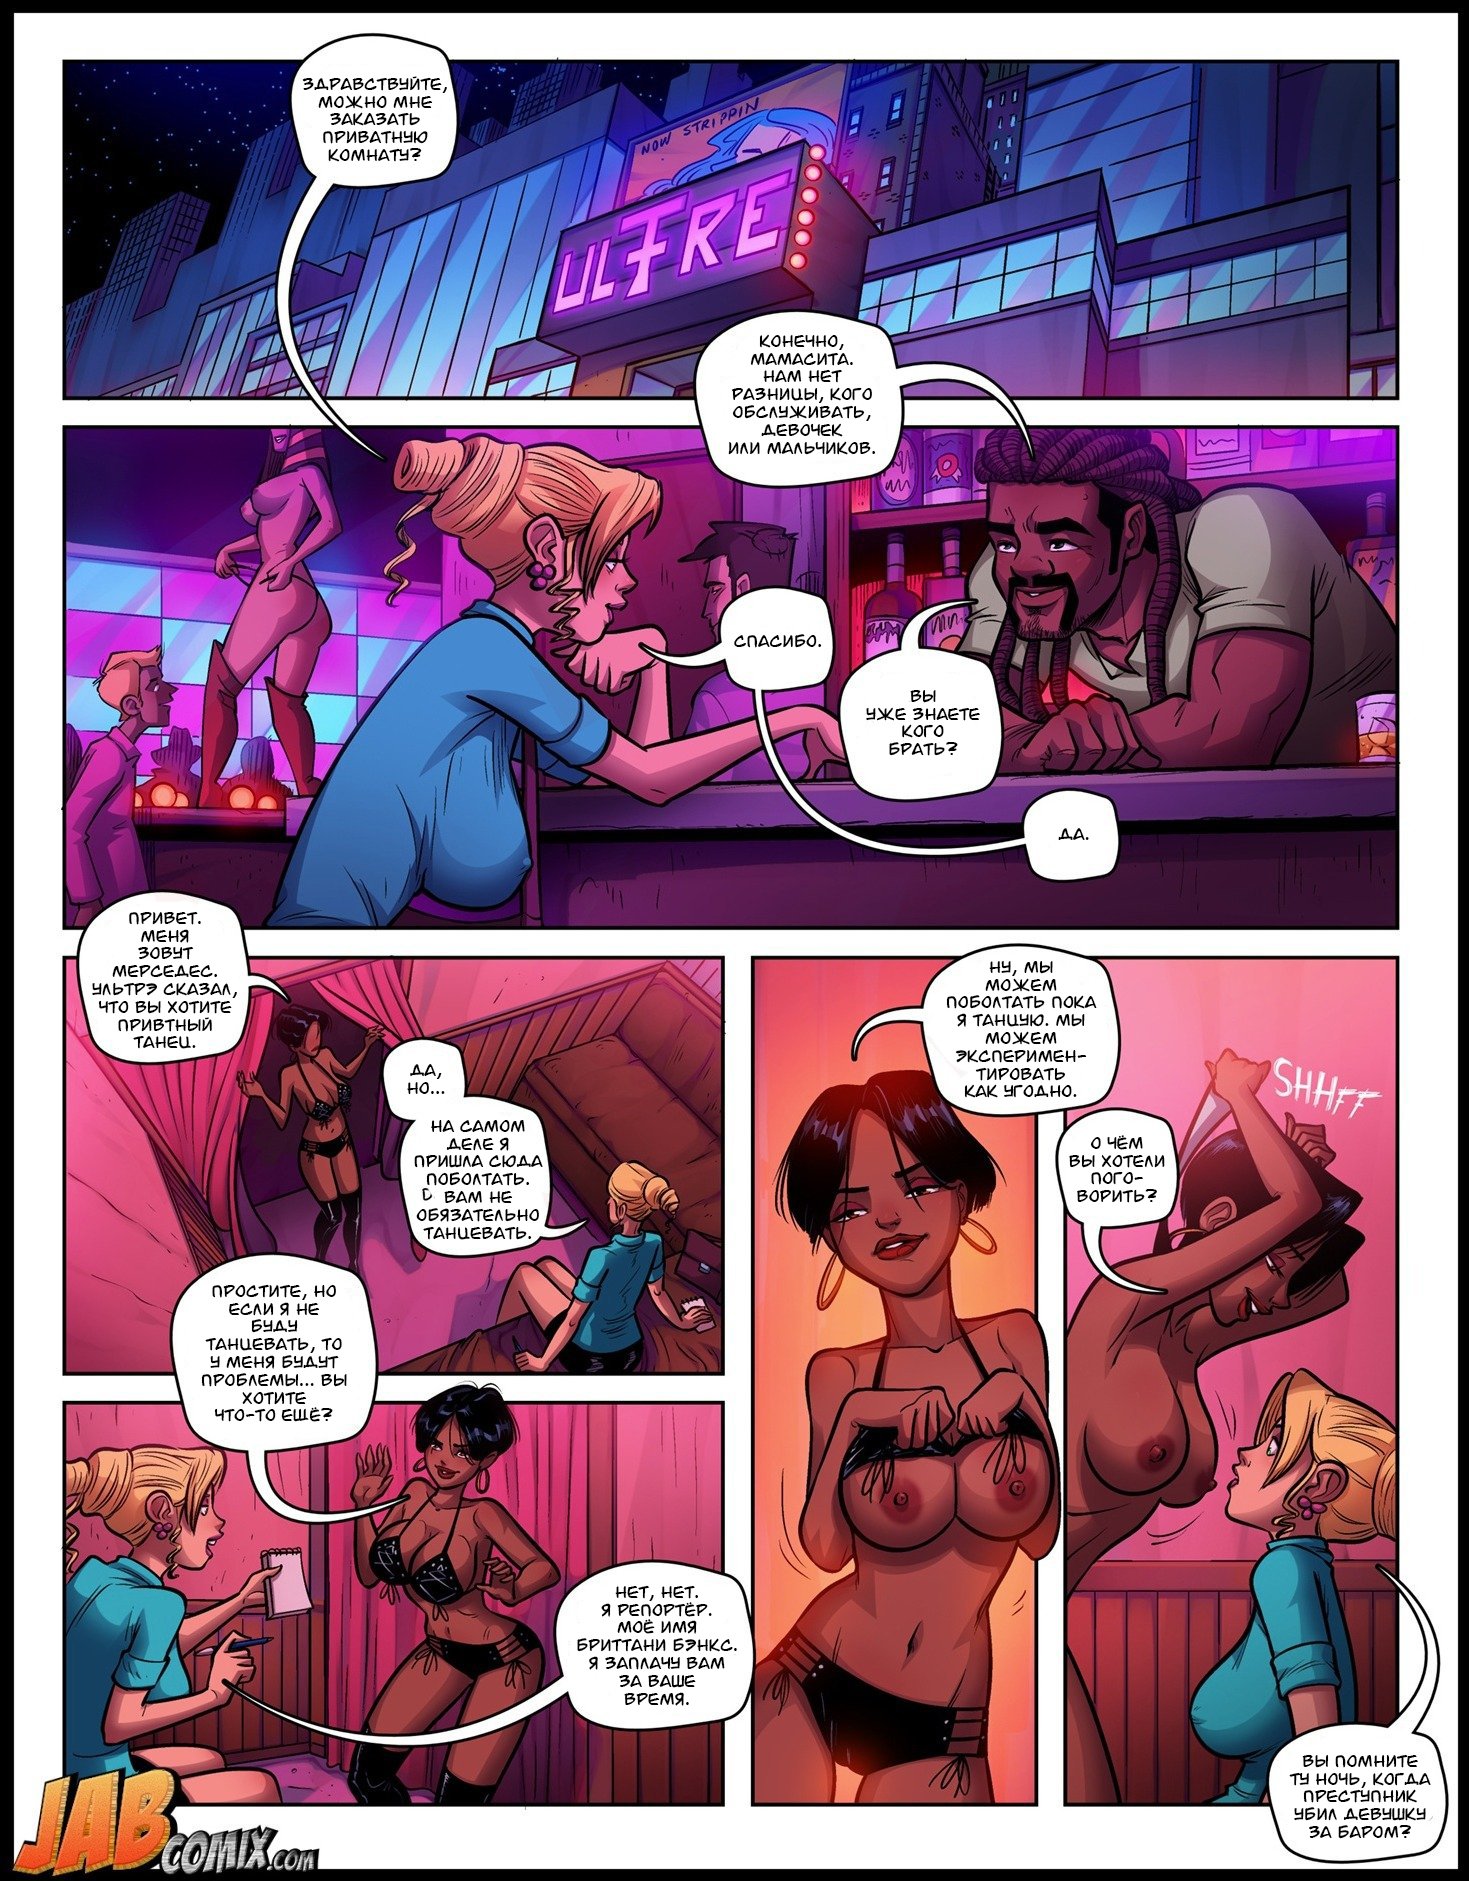 ЗДРАВСТВУЙТЕ,
МОЖНО МНЕ
ЗАКАЗАТЬ
ПРИВАТНУЮ
КОМНАТУ?
NOW STRIPPIN
ULTRE
КОНЕЧНО,
МАМАСИТА.
НАМ НЕТ
РАЗНИЦЫ, КОГО
ОБСЛУЖИВАТЬ,
ДЕВОЧЕК
ИЛИ МАЛЬЧИКОВ.
СПАСИБО.
ВЫ
УЖЕ ЗНАЕТЕ
КОГО
БРАТЬ?
ДА.
ПРИВЕТ.
МЕНЯ
ЗОВУТ
МЕРСЕДЕС.
УЛЬТРЭ СКАЗАЛ,
ЧТО ВЫ ХОТИТЕ
ПРИВТНЫЙ
ТАНЕЦ.
ДА,
НО...
НА САМОМ
ДЕЛЕ Я
ПРИШЛА СЮДА
ПОБОЛТАТЬ.
ВАМ НЕ
ОБЯЗАТЕЛЬНО
ТАНЦЕВАТЬ.
ПРОСТИТЕ, НО
ЕСЛИ Я НЕ
БУДУ
ТАНЦЕВАТЬ, ТО
У МЕНЯ БУДУТ
ПРОБЛЕМЫ... ВЫ
ХОТИТЕ
ЧТО-ТО ЕЩЁ?
НЕТ, НЕТ.
Я РЕПОРТЁР.
МОЁ ИМЯ
БРИТТАНИ БЭНКС.
Я ЗАПЛАЧУ ВАМ
ЗА ВАШЕ
ВРЕМЯ.
НУ, МЫ
МОЖЕМ
ПОБОЛТАТЬ ПОКА
Я ТАНЦУЮ. МЫ
МОЖЕМ
ЭКСПЕРИМЕН-
ТИРОВАТЬ
КАК УГОДНО.
SHHFF
О ЧЁМ
ВЫ ХОТЕЛИ
ПОГО-
ВОРИТЬ?
ВЫ ПОМНИТЕ
ТУ НОЧЬ, КОГДА
ПРЕСТУПНИК
УБИЛ ДЕВУШКУ
ЗА БАРОМ?
JAB
COMIX.com